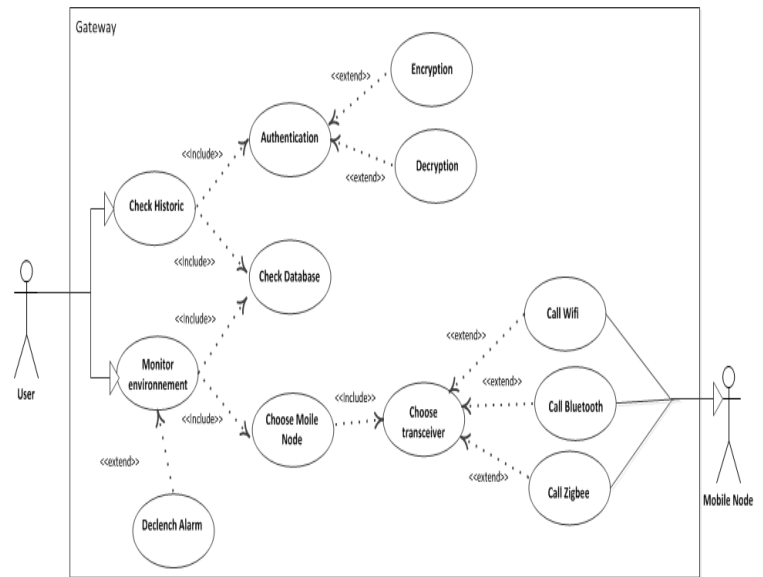 Gateway
Encryption
<<extend>>
Authentication
<<include>>
Decryption
<<extend>>
Check Historic
<<include>>
Check Database
<<include>>
Call Wifi
<<extend>>
Monitor
environnement
User
<<extend>>
Call Bluetooth
<<include>>
<<include>>
Choose Moile
Node
Choose
transceiver
<<extend>>
<<extend>>
Call Zigbee
Mobile Node
Declench Alarm